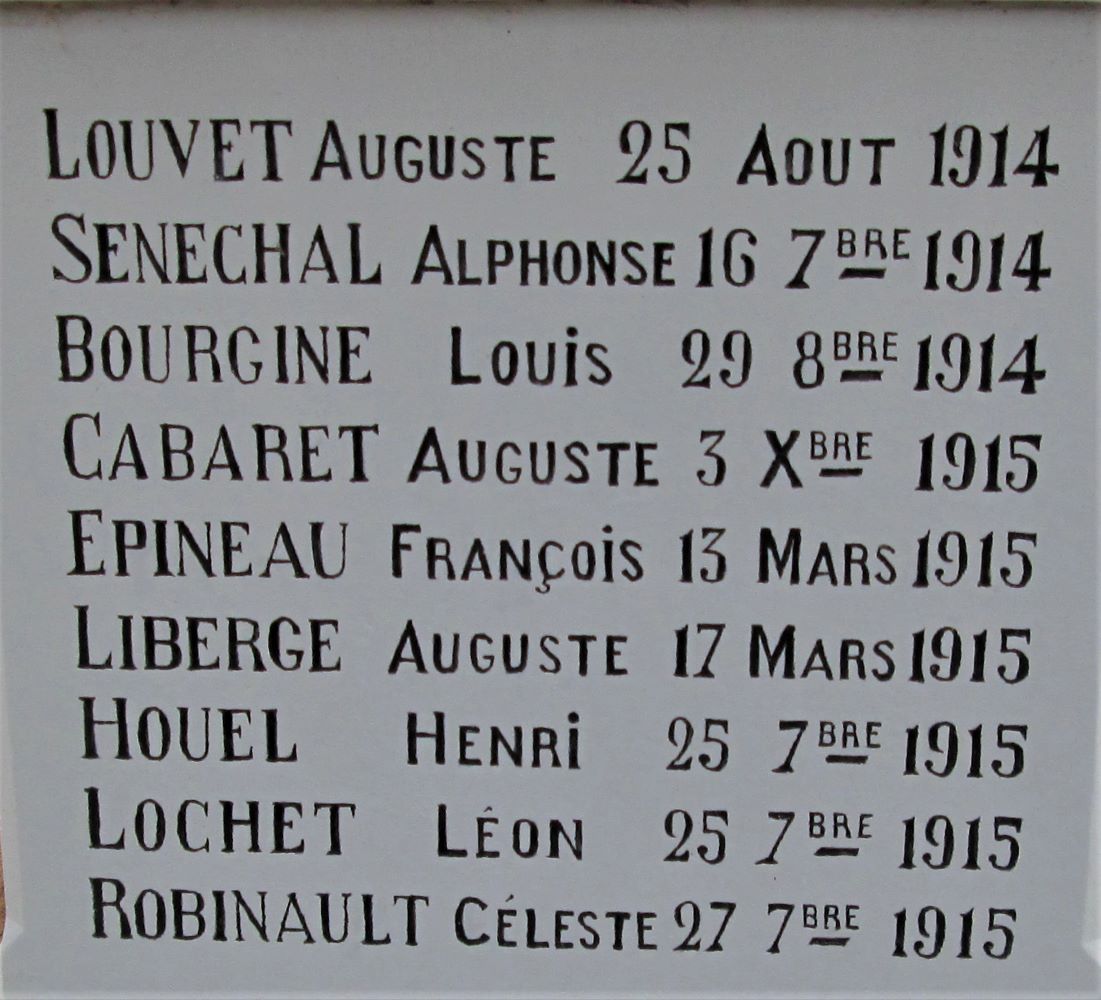 LOUVET AUGUSTE 25 AOUT 1914
SENECHAL ALPHONSE 16 7BRE 1914
BOURGINE LOUiS 29 8BRE 1914
CABARET AUGUSTE 3 XBRE 1915
EPINEAU FRANÇOiS 13 MARS 1915
LIBERGE AUGUSTE 17 MARS 1915
HOUEL HENRi 25 7BRE 1915
LOCHET LÉON 25 7BRE 1915
ROBINAULT CÉLESTE 27 7BRE 1915